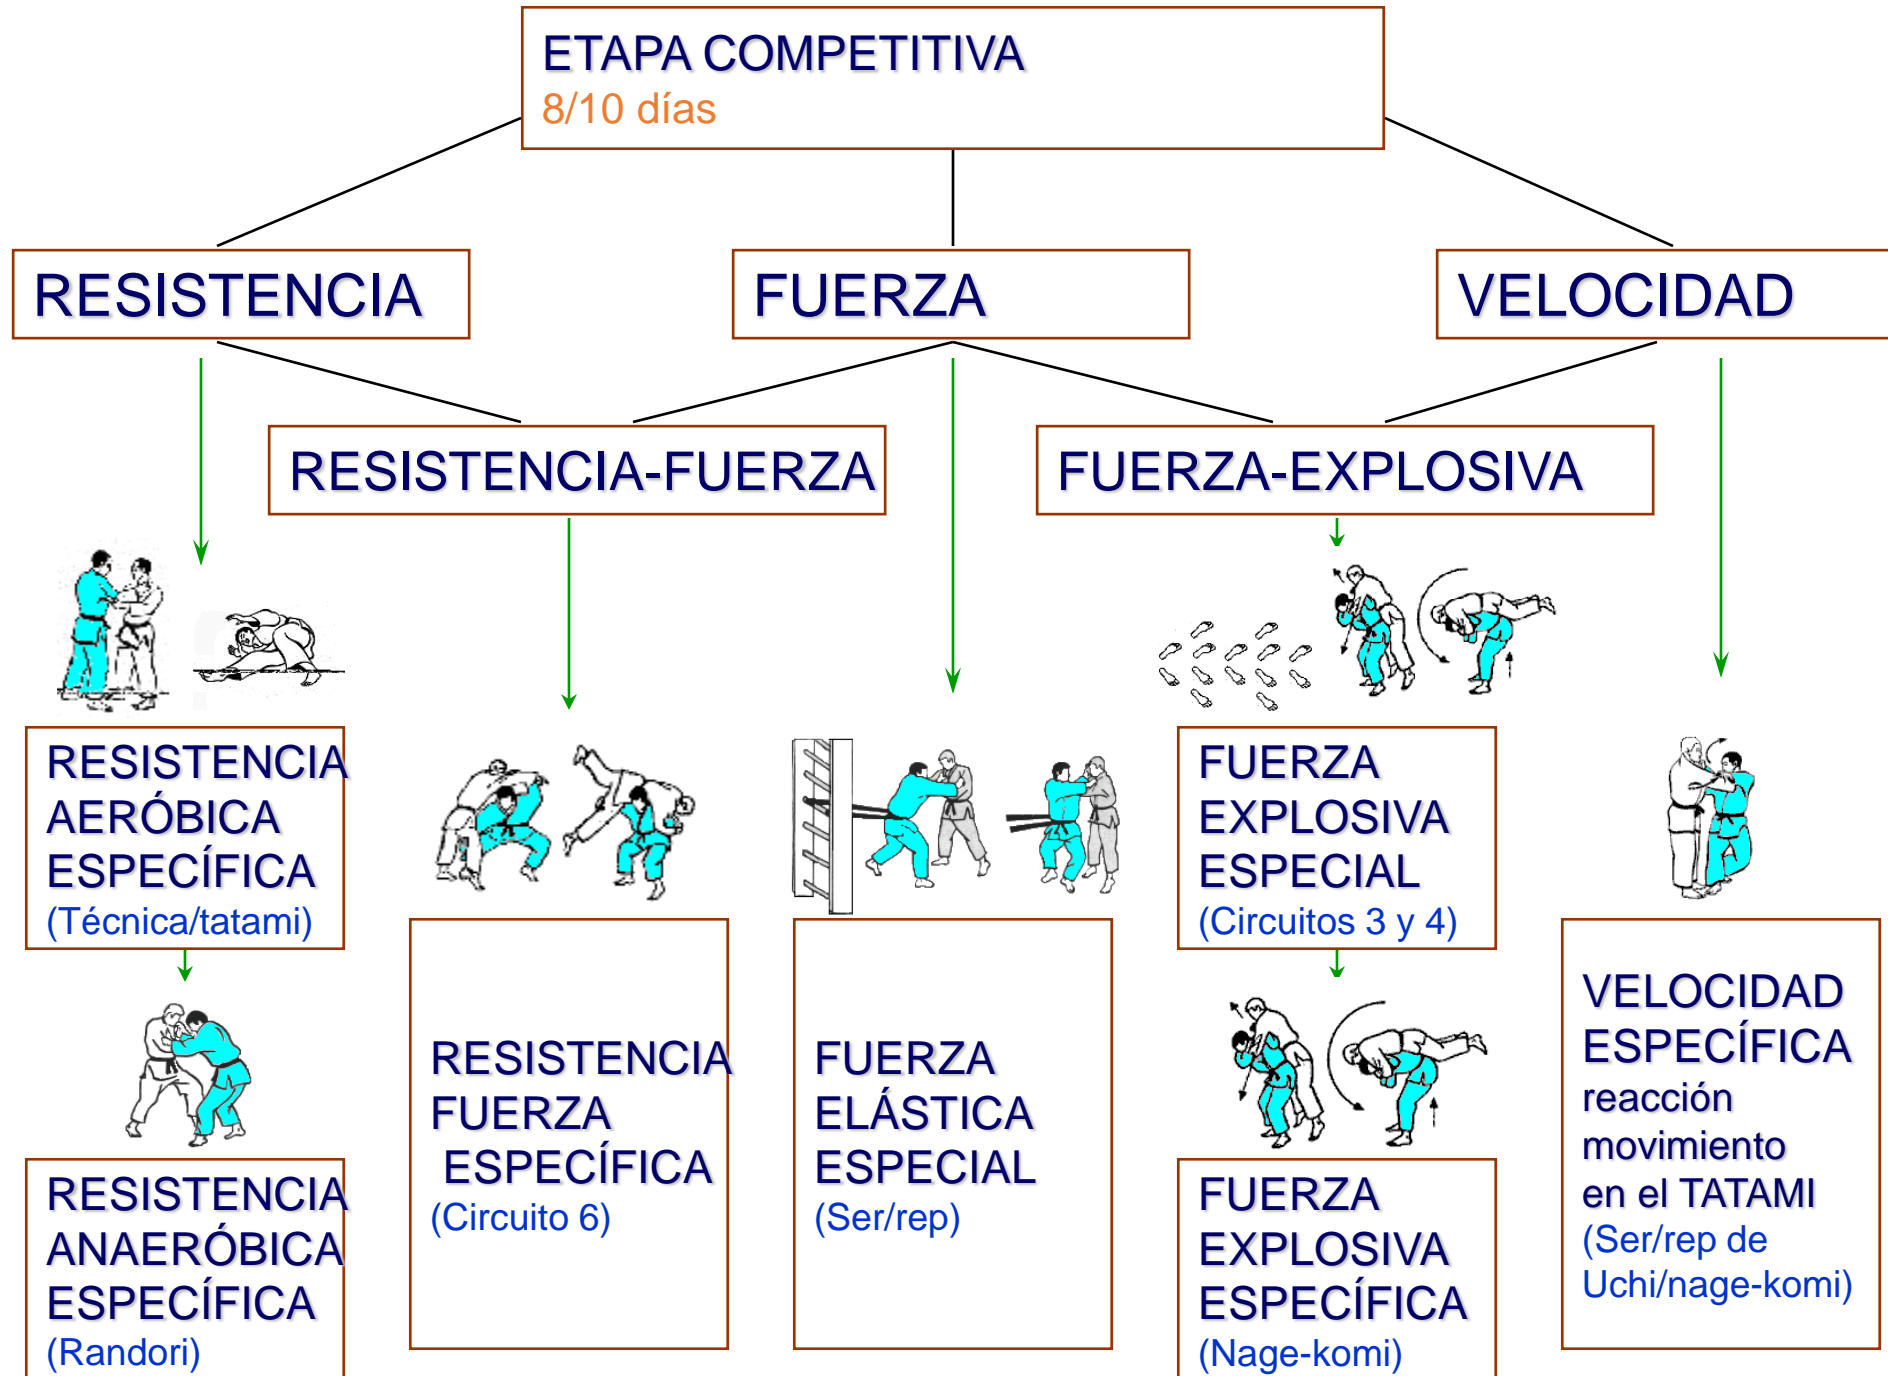 ETAPA COMPETITIVA
8/10 días
RESISTENCIA
FUERZA
VELOCIDAD
RESISTENCIA-FUERZA
FUERZA-EXPLOSIVA
RESISTENCIA
AERÓBICA
ESPECÍFICA
(Técnica/tatami)
RESISTENCIA
ANAERÓBICA
ESPECÍFICA
(Randori)
RESISTENCIA
FUERZA
ESPECÍFICA
(Circuito 6)
FUERZA
ELÁSTICA
ESPECIAL
(Ser/rep)
FUERZA
EXPLOSIVA
ESPECIAL
(Circuitos 3 y 4)
FUERZA
EXPLOSIVA
ESPECÍFICA
(Nage-komi)
VELOCIDAD
ESPECÍFICA
reacción
movimiento
en el TATAMI
(Ser/rep de
Uchi/nage-komi)